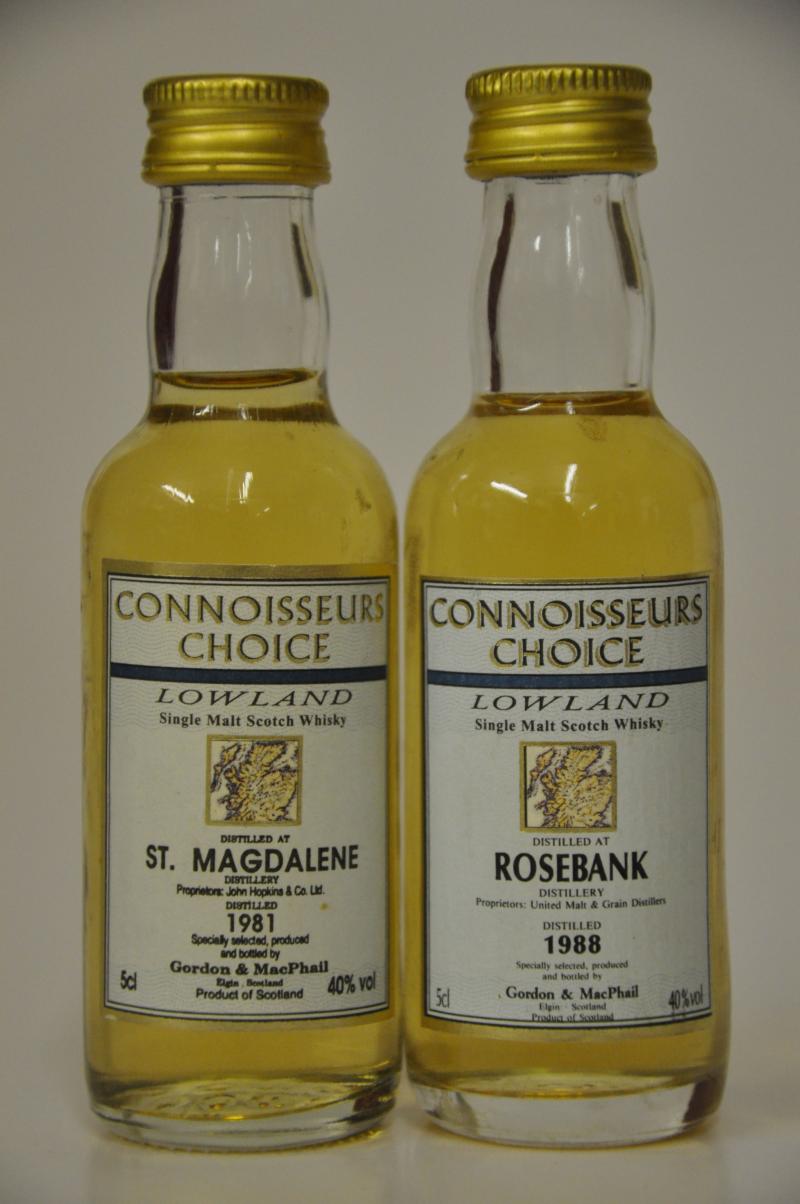 CONNOISSEURS
CHOICE
LOWLAND
Single Malt Scotch Whisky
DISTILLED AT
ST. MAGDALENE
DISTILLERY
Proprietors: John Hopkins & Co. Ltd.
DISTILLED
1981
Specially selected, produced
and bottled by
Gordon & MacPhail
Elgin . Scotland
Product of Scotland
5cl
40% vol
CONNOISSEURS
CHOICE
LOWLAND
Single Malt Scotch Whisky
DISTILLED AT
ROSEBANK
DISTILLERY
Proprietors: United Malt & Grain Distillers
DISTILLED
1988
Specially selected, produced
and bottled by
Gordon & MacPhail
Elgin · Scotland
Product of Scotland
5cl
40%vol